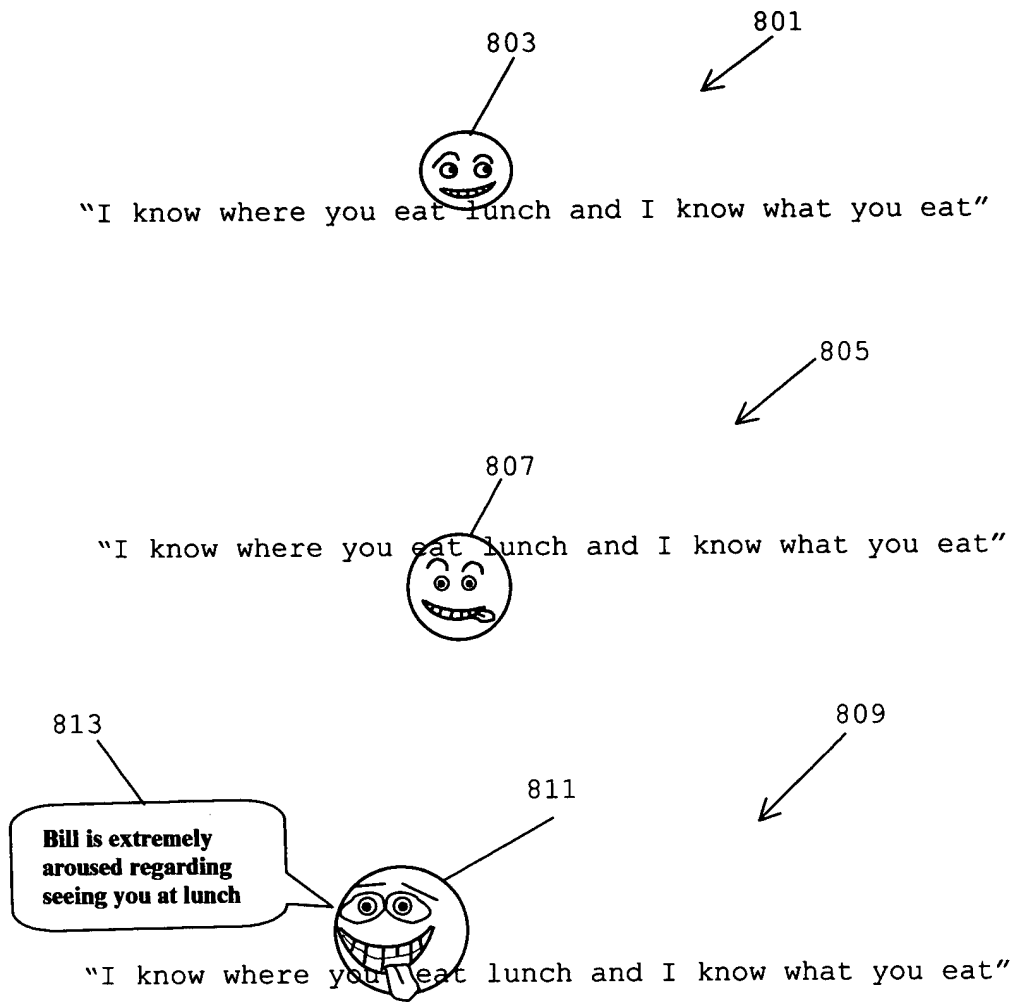 801
803
"I know where you eat lunch and I know what you eat"
805
807
"I know where you eat lunch and I know what you eat"
813
809
811
Bill is extremely
aroused regarding
seeing you at lunch
"I know where you eat lunch and I know what you eat"